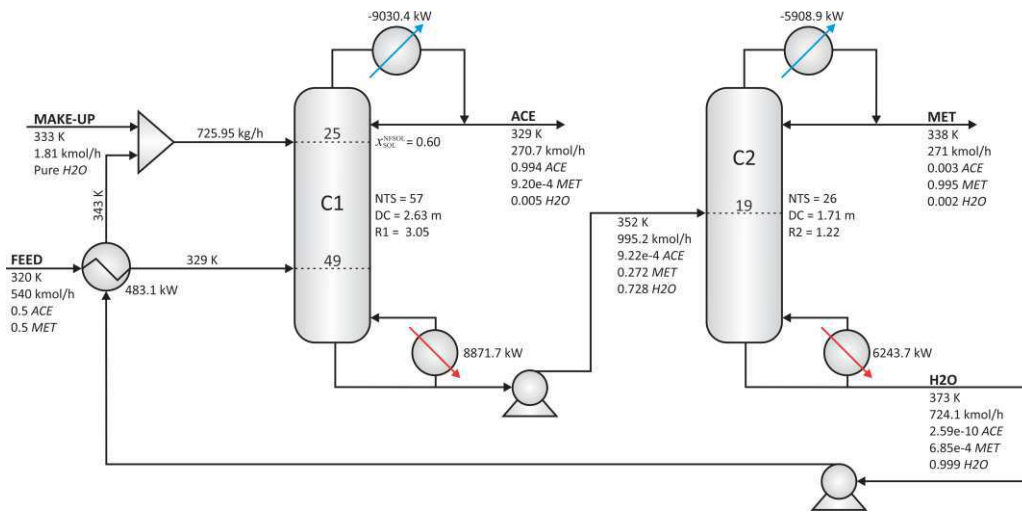 -9030.4 kW
-5908.9 kW
MAKE-UP
333 K
1.81 kmol/h
Pure H2O
725.95 kg/h
343 K
FEED
320 K
540 kmol/h
0.5 ACE
0.5 MET
329 K
483.1 kW
25
C1
49
NTS = 57
DC = 2.63 m
R1 = 3.05
ACE
329 K
270.7 kmol/h
0.994 ACE
9.20e-4 MET
0.005 H2O
8871.7 kW
352 K
995.2 kmol/h
9.22e-4 ACE
0.272 MET
0.728 H2O
C2
19
NTS = 26
DC = 1.71 m
R2 = 1.22
MET
338 K
271 kmol/h
0.003 ACE
0.995 MET
0.002 H2O
6243.7 kW
H2O
373 K
724.1 kmol/h
2.59e-10 ACE
6.85e-4 MET
0.999 H2O